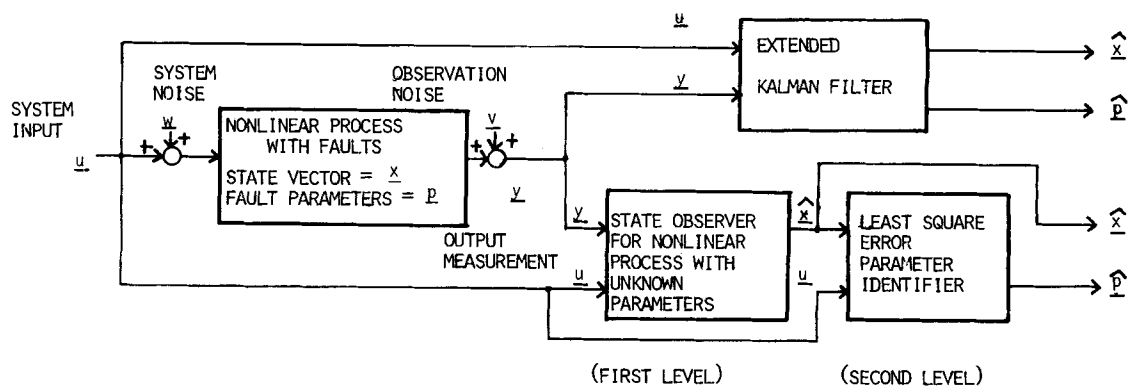 u
EXTENDED
KALMAN FILTER
x̂
y
p̂
SYSTEM
NOISE
OBSERVATION
NOISE
SYSTEM
INPUT
u
w
+
+
NONLINEAR PROCESS
WITH FAULTS
STATE VECTOR = x
FAULT PARAMETERS = p
v
+
+
y
OUTPUT
MEASUREMENT
y
u
STATE OBSERVER
FOR NONLINEAR
PROCESS WITH
UNKNOWN
PARAMETERS
x̂
u
LEAST SQUARE
ERROR
PARAMETER
IDENTIFIER
x̂
p̂
(FIRST LEVEL)
(SECOND LEVEL)